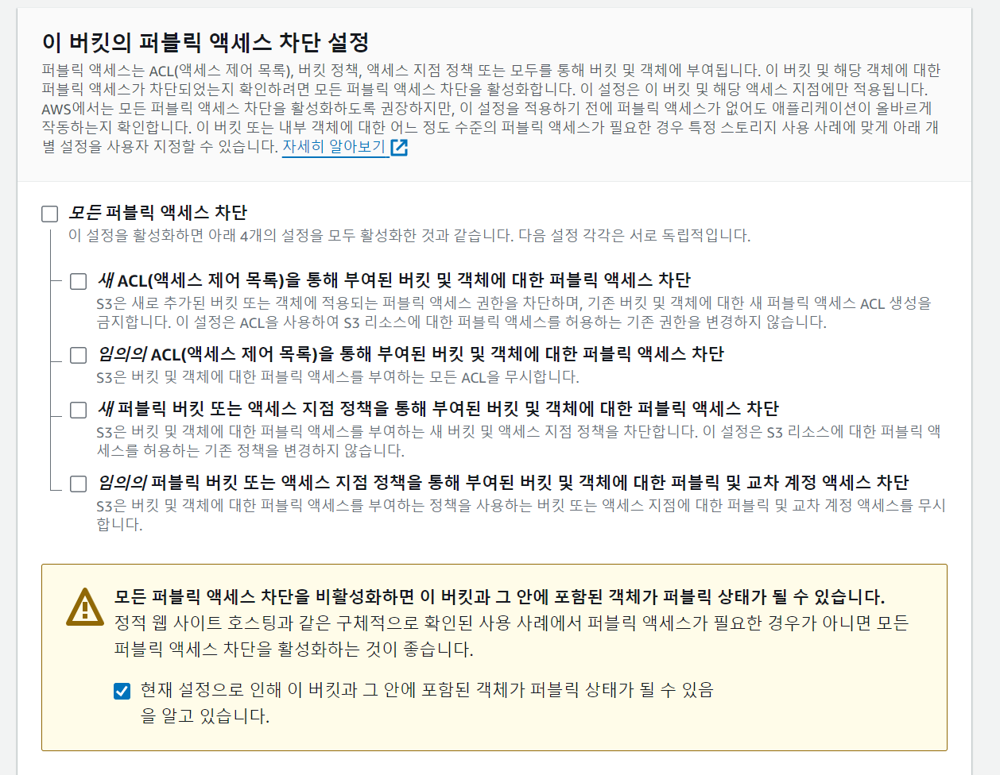 이 버킷의 퍼블릭 액세스 차단 설정
퍼블릭 액세스는 ACL(액세스 제어 목록), 버킷 정책, 액세스 지점 정책 또는 모두를 통해 버킷 및 객체에 부여됩니다. 이 버킷 및 해당 객체에 대한
퍼블릭 액세스가 차단되었는지 확인하려면 모든 퍼블릭 액세스 차단을 활성화합니다. 이 설정은 이 버킷 및 해당 액세스 지점에만 적용됩니다.
AWS에서는 모든 퍼블릭 액세스 차단을 활성화하도록 권장하지만, 이 설정을 적용하기 전에 퍼블릭 액세스가 없어도 애플리케이션이 올바르게
작동하는지 확인합니다. 이 버킷 또는 내부 객체에 대한 어느 정도 수준의 퍼블릭 액세스가 필요한 경우 특정 스토리지 사용 사례에 맞게 아래 개
별 설정을 사용자 지정할 수 있습니다. 자세히 알아보기
모든 퍼블릭 액세스 차단
이 설정을 활성화하면 아래 4개의 설정을 모두 활성화한 것과 같습니다. 다음 설정 각각은 서로 독립적입니다.
새 ACL(액세스 제어 목록)을 통해 부여된 버킷 및 객체에 대한 퍼블릭 액세스 차단
S3은 새로 추가된 버킷 또는 객체에 적용되는 퍼블릭 액세스 권한을 차단하며, 기존 버킷 및 객체에 대한 새 퍼블릭 액세스 ACL 생성을
금지합니다. 이 설정은 ACL을 사용하여 S3 리소스에 대한 퍼블릭 액세스를 허용하는 기존 권한을 변경하지 않습니다.
임의의 ACL(액세스 제어 목록)을 통해 부여된 버킷 및 객체에 대한 퍼블릭 액세스 차단
S3은 버킷 및 객체에 대한 퍼블릭 액세스를 부여하는 모든 ACL을 무시합니다.
새 퍼블릭 버킷 또는 액세스 지점 정책을 통해 부여된 버킷 및 객체에 대한 퍼블릭 액세스 차단
S3은 버킷 및 객체에 대한 퍼블릭 액세스를 부여하는 새 버킷 및 액세스 지점 정책을 차단합니다. 이 설정은 S3 리소스에 대한 퍼블릭 액
세스를 허용하는 기존 정책을 변경하지 않습니다.
임의의 퍼블릭 버킷 또는 액세스 지점 정책을 통해 부여된 버킷 및 객체에 대한 퍼블릭 및 교차 계정 액세스 차단
S3은 버킷 및 객체에 대한 퍼블릭 액세스를 부여하는 정책을 사용하는 버킷 또는 액세스 지점에 대한 퍼블릭 및 교차 계정 액세스를 무시
합니다.
모든 퍼블릭 액세스 차단을 비활성화하면 이 버킷과 그 안에 포함된 객체가 퍼블릭 상태가 될 수 있습니다.
정적 웹 사이트 호스팅과 같은 구체적으로 확인된 사용 사례에서 퍼블릭 액세스가 필요한 경우가 아니면 모든
퍼블릭 액세스 차단을 활성화하는 것이 좋습니다.
현재 설정으로 인해 이 버킷과 그 안에 포함된 객체가 퍼블릭 상태가 될 수 있음
을 알고 있습니다.